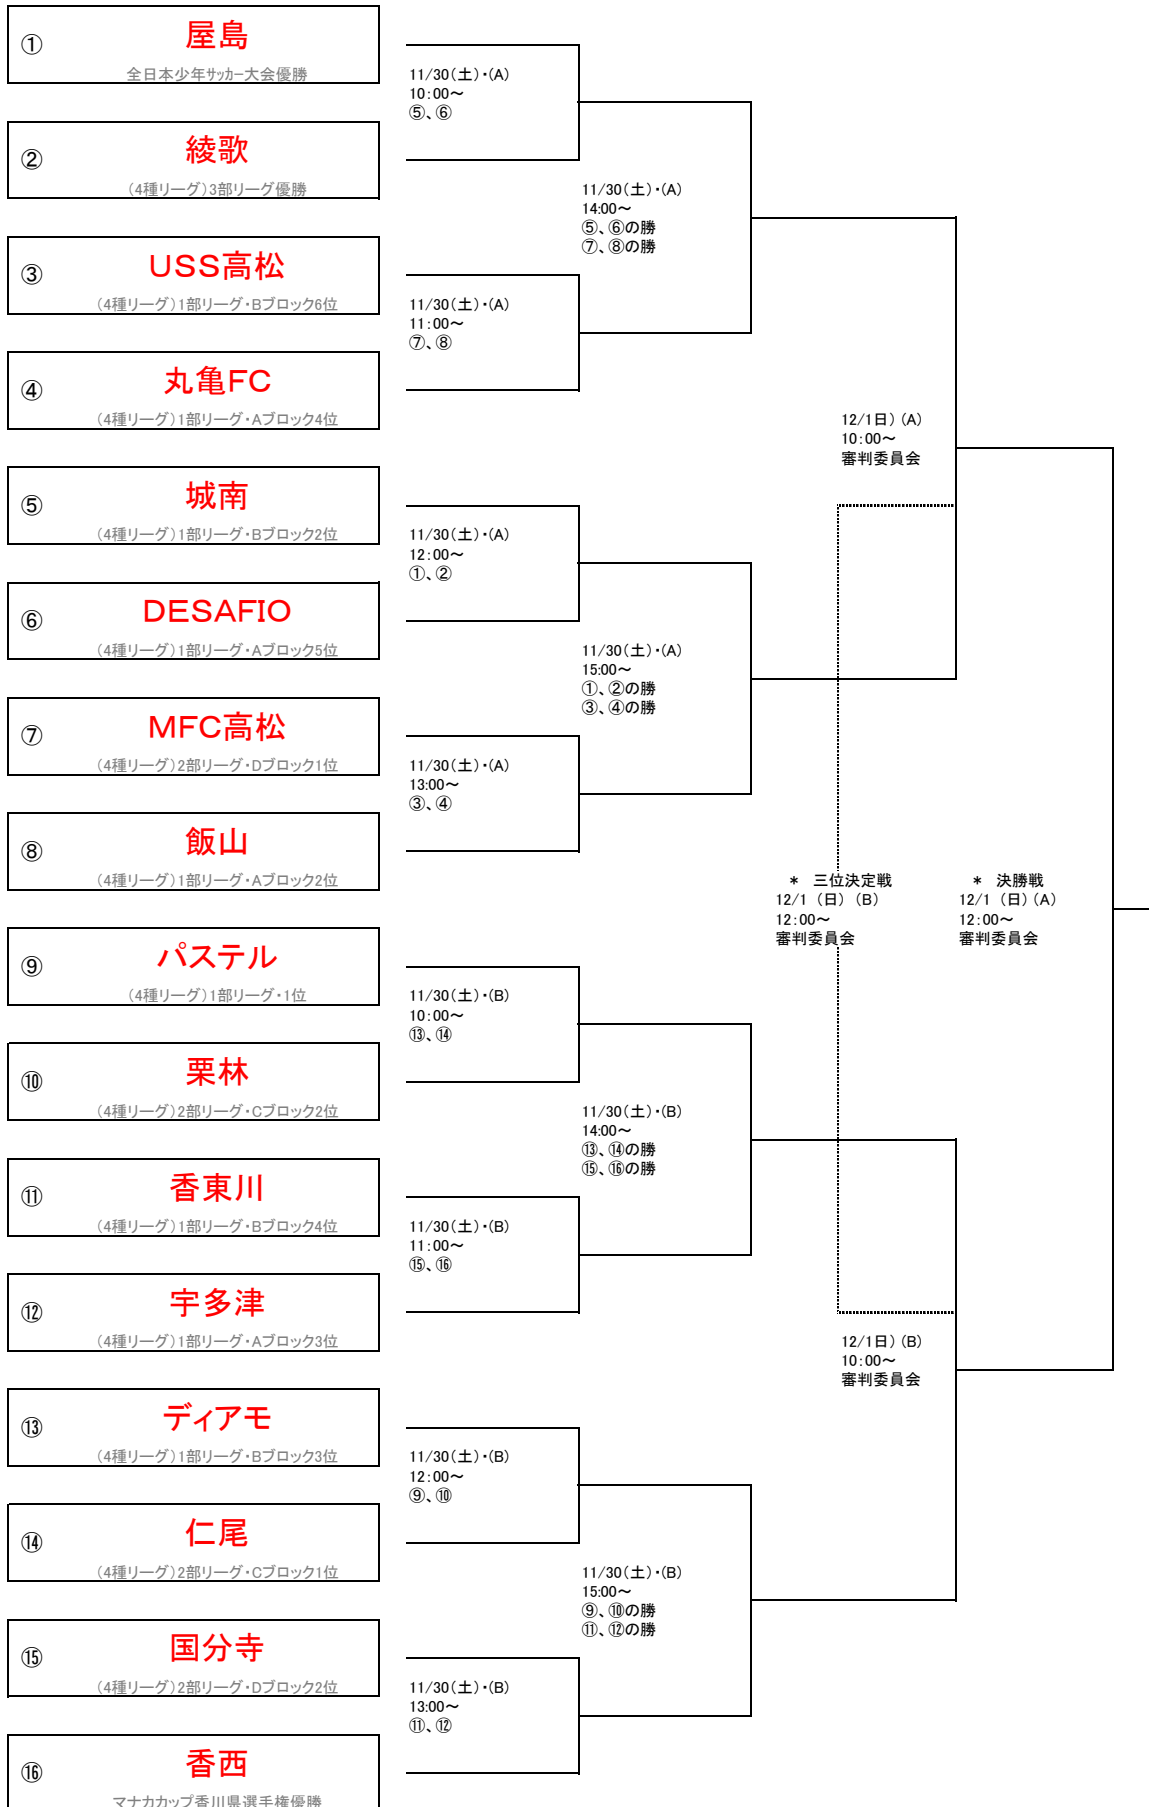 ① 屋島
全日本少年サッカー大会優勝
② 綾歌
(4種リーグ)3部リーグ優勝
③ USS高松
(4種リーグ)1部リーグ・Bブロック6位
④ 丸亀FC
(4種リーグ)1部リーグ・Aブロック4位
⑤ 城南
(4種リーグ)1部リーグ・Bブロック2位
⑥ DESAFIO
(4種リーグ)1部リーグ・Aブロック5位
⑦ MFC高松
(4種リーグ)2部リーグ・Dブロック1位
⑧ 飯山
(4種リーグ)1部リーグ・Aブロック2位
⑨ パステル
(4種リーグ)1部リーグ・1位
⑩ 栗林
(4種リーグ)2部リーグ・Cブロック2位
⑪ 香東川
(4種リーグ)1部リーグ・Bブロック4位
⑫ 宇多津
(4種リーグ)1部リーグ・Aブロック3位
⑬ ディアモ
(4種リーグ)1部リーグ・Bブロック3位
⑭ 仁尾
(4種リーグ)2部リーグ・Cブロック1位
⑮ 国分寺
(4種リーグ)2部リーグ・Dブロック2位
⑯ 香西
マナカカップ香川県選手権優勝
11/30(土)・(A)
10:00～
⑤、⑥
11/30(土)・(A)
11:00～
⑦、⑧
11/30(土)・(A)
12:00～
①、②
11/30(土)・(A)
13:00～
③、④
11/30(土)・(B)
10:00～
⑬、⑭
11/30(土)・(B)
11:00～
⑮、⑯
11/30(土)・(B)
12:00～
⑨、⑩
11/30(土)・(B)
13:00～
⑪、⑫
11/30(土)・(A)
14:00～
⑤、⑥の勝
⑦、⑧の勝
11/30(土)・(A)
15:00～
①、②の勝
③、④の勝
11/30(土)・(B)
14:00～
⑬、⑭の勝
⑮、⑯の勝
11/30(土)・(B)
15:00～
⑨、⑩の勝
⑪、⑫の勝
12/1日) (A)
10:00～
審判委員会
* 三位決定戦
12/1 (日) (B)
12:00～
審判委員会
* 決勝戦
12/1 (日) (A)
12:00～
審判委員会
12/1日) (B)
10:00～
審判委員会